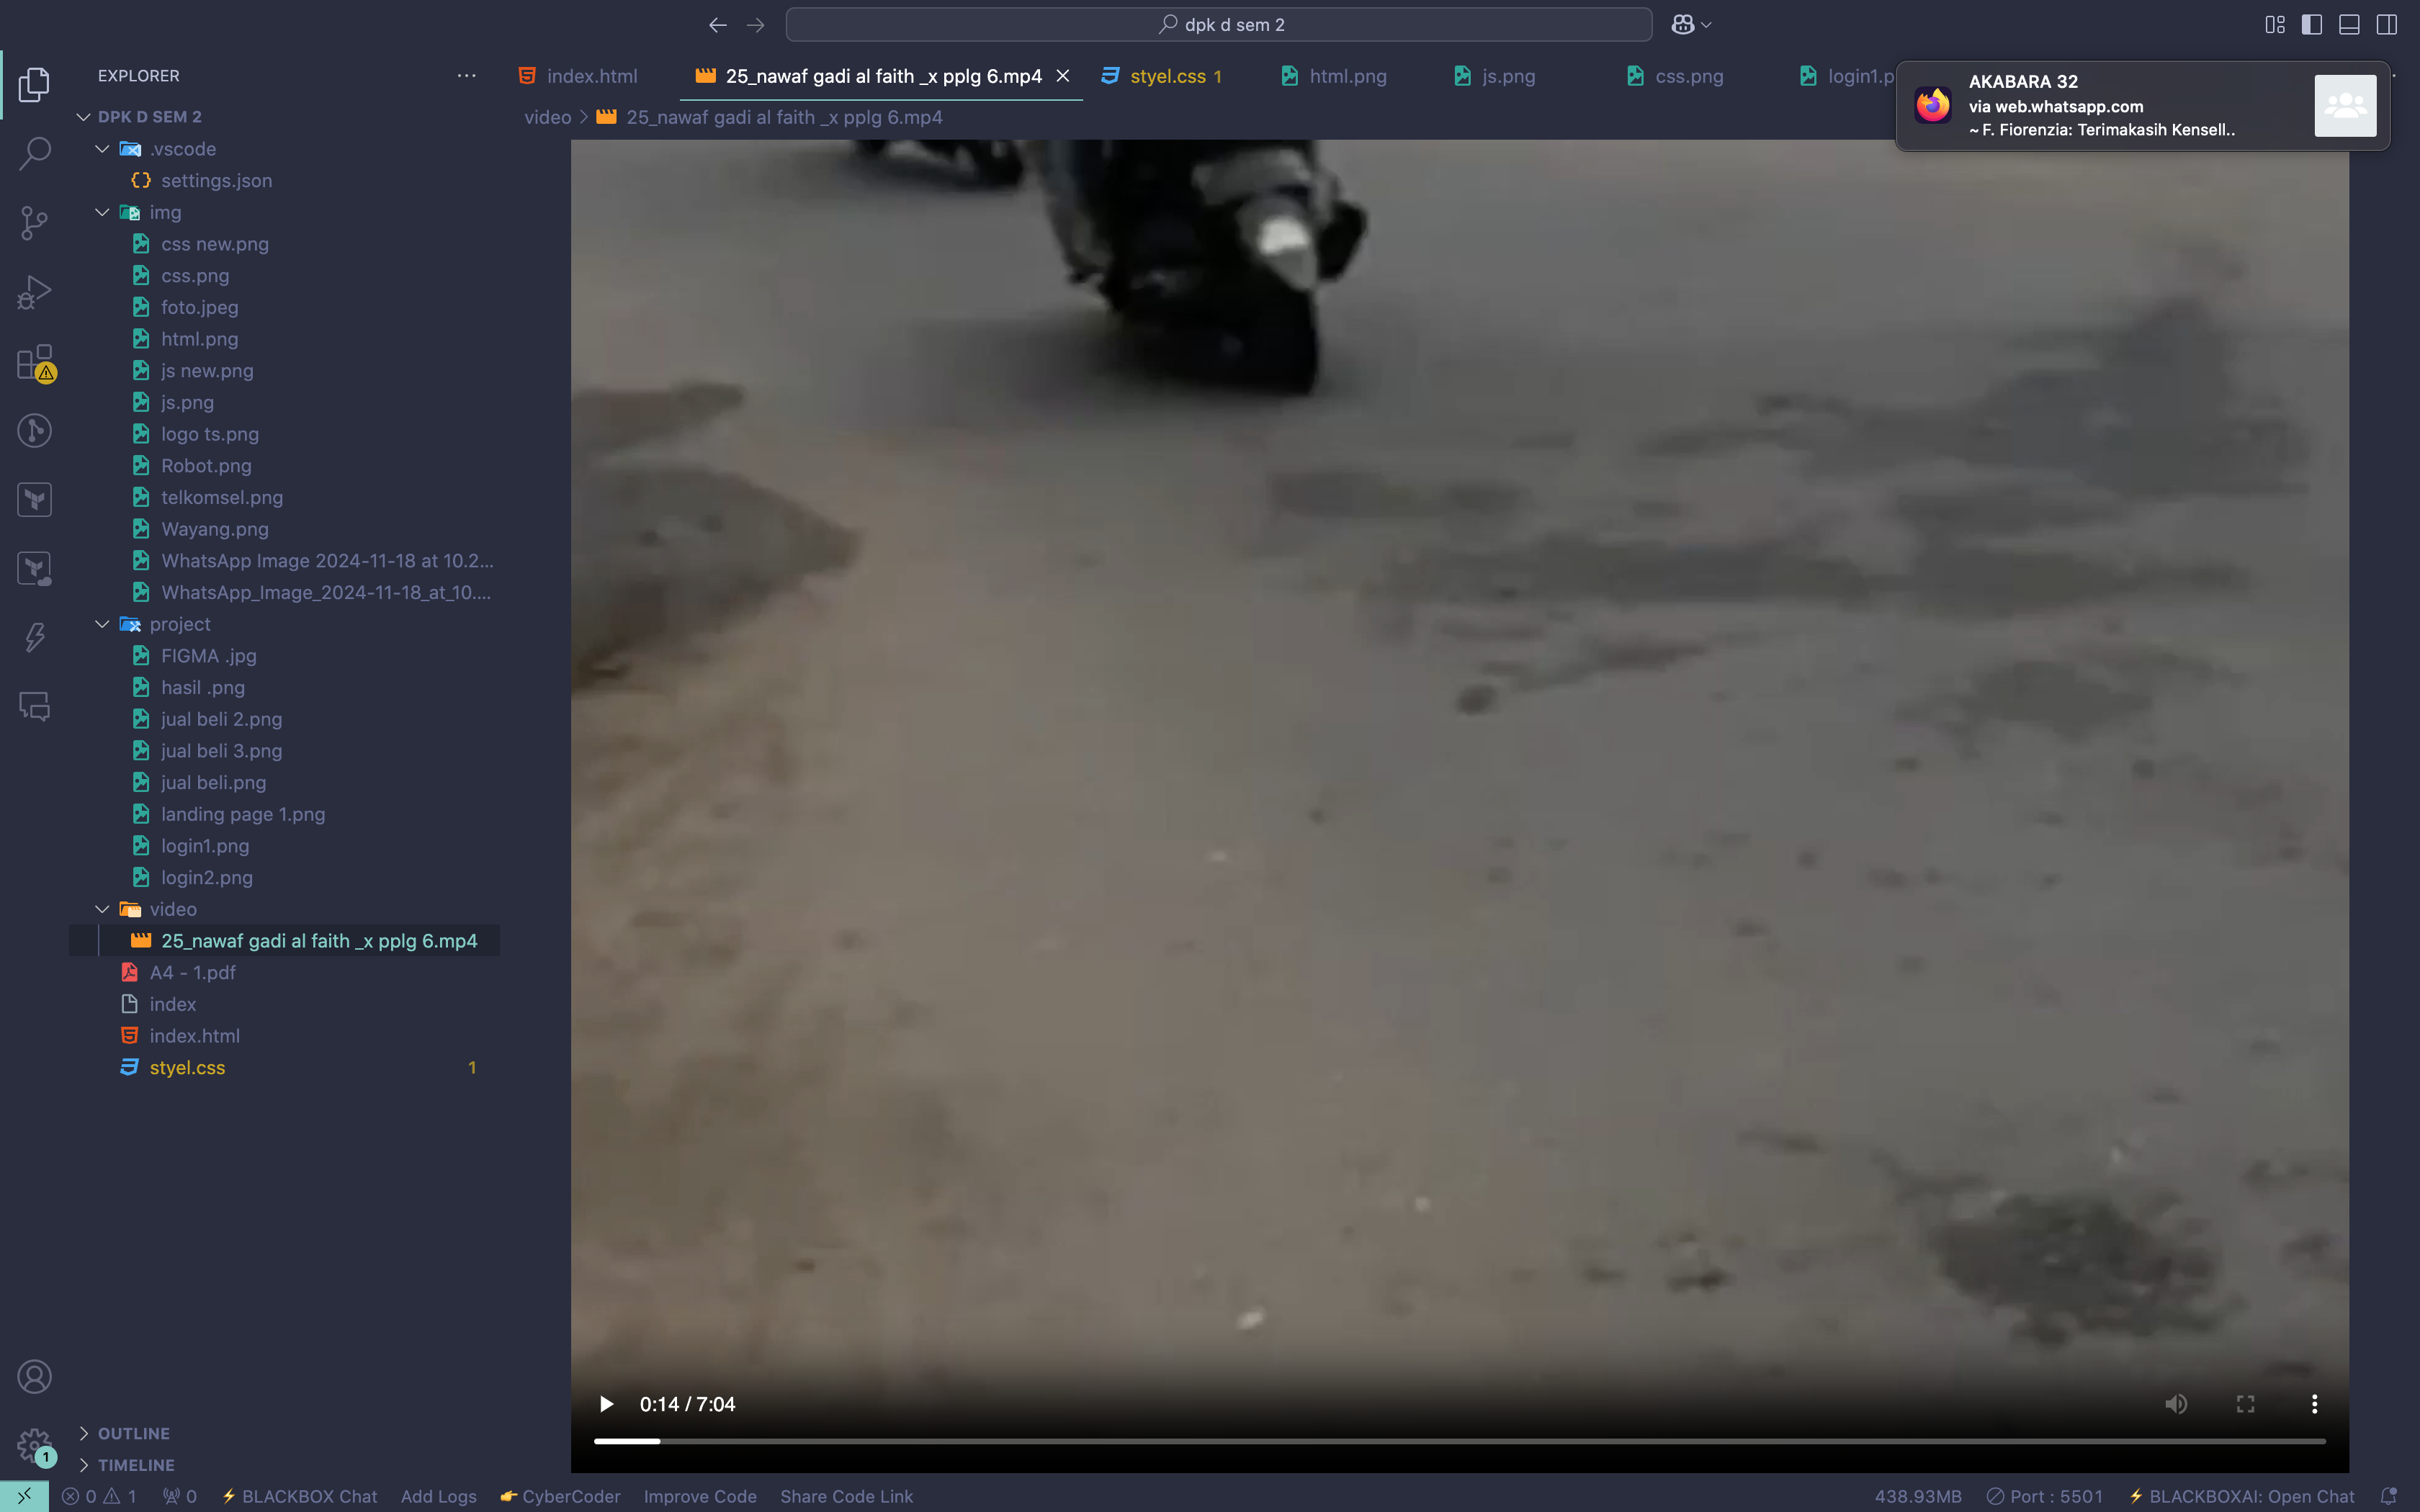 dpk d sem 2
EXPLORER
index.html
25_nawaf gadi al faith _x pplg 6.mp4
styel.css 1
html.png
js.png
css.png
login1.p
AKABARA 32
via web.whatsapp.com
~ F. Fiorenzia: Terimakasih Kensell..
video > 25_nawaf gadi al faith _x pplg 6.mp4
DPK D SEM 2
.vscode
settings.json
img
css new.png
css.png
foto.jpeg
html.png
js new.png
js.png
logo ts.png
Robot.png
telkomsel.png
Wayang.png
WhatsApp Image 2024-11-18 at 10.2...
WhatsApp_Image_2024-11-18_at_10....
project
FIGMA .jpg
hasil .png
jual beli 2.png
jual beli 3.png
jual beli.png
landing page 1.png
login1.png
login2.png
video
25_nawaf gadi al faith _x pplg 6.mp4
A4 - 1.pdf
index
index.html
styel.css 1
0:14 / 7:04
OUTLINE
1
TIMELINE
0 1 0 BLACKBOX Chat Add Logs CyberCoder Improve Code Share Code Link 438.93MB Port : 5501 BLACKBOXAI: Open Chat